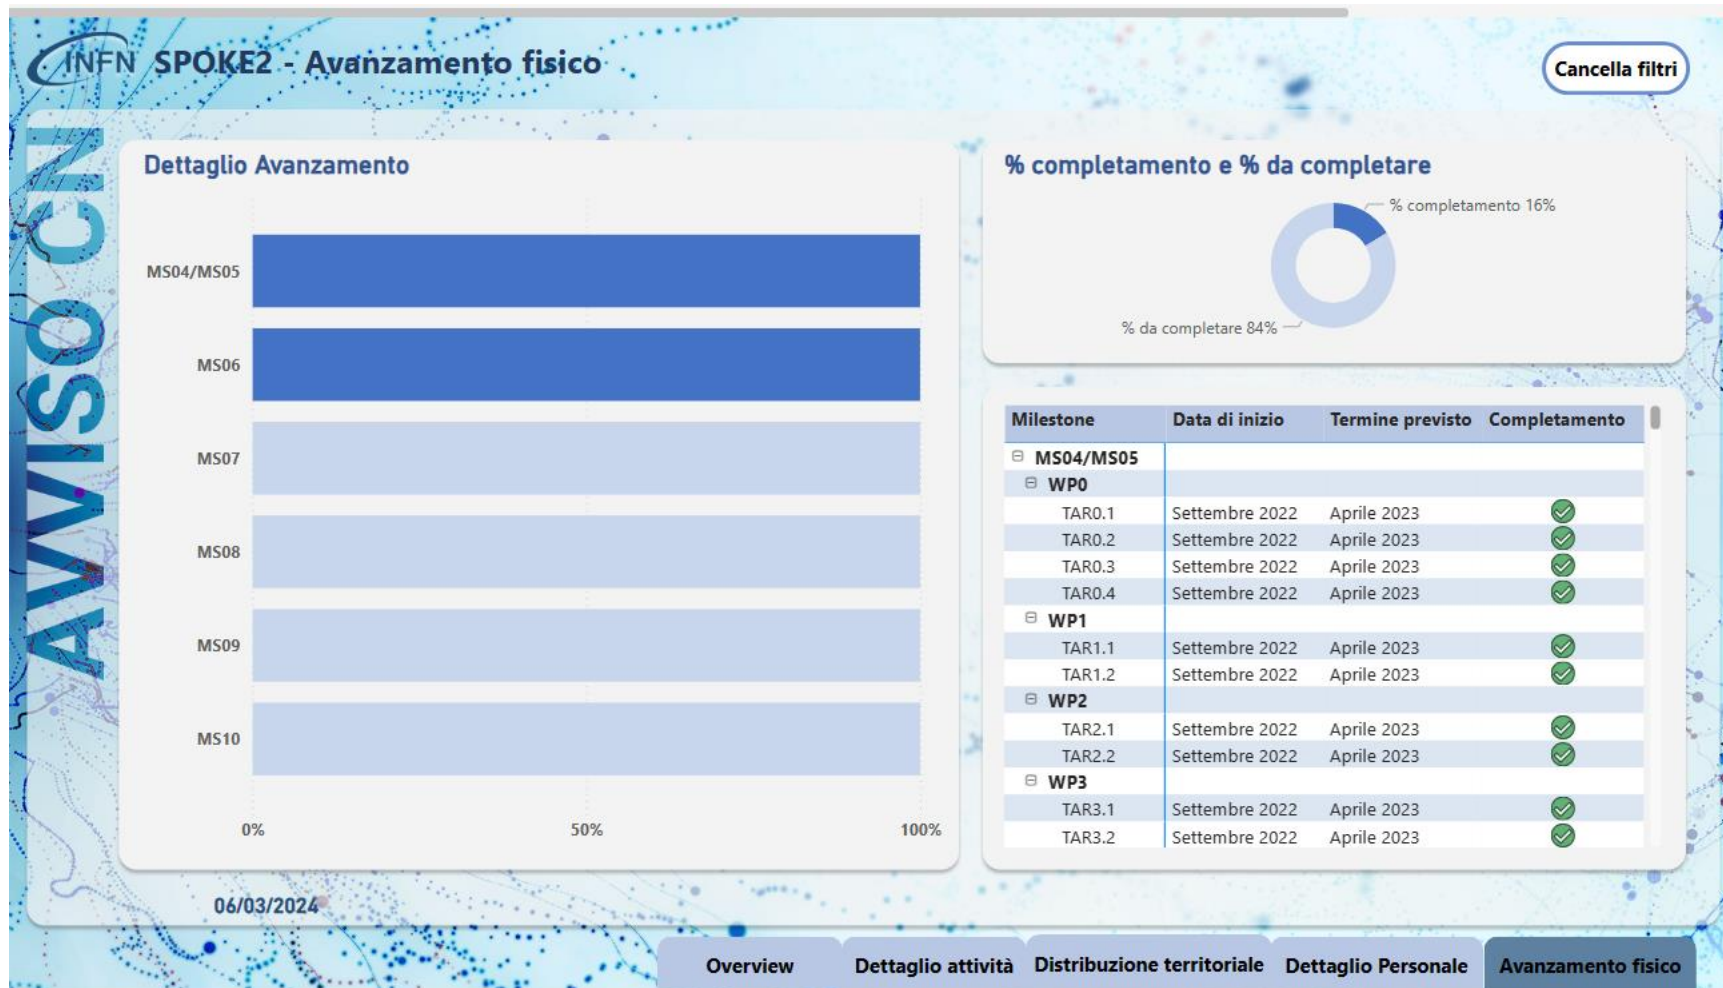 INFN SPOKE2 - Avanzamento fisico
Cancella filtri
AVVISO CN
Dettaglio Avanzamento
MS04/MS05
MS06
MS07
MS08
MS09
MS10
0% 50% 100%
% completamento e % da completare
% completamento 16%
% da completare 84%
Milestone Data di inizio Termine previsto Completamento
MS04/MS05
WP0
TAR0.1 Settembre 2022 Aprile 2023
TAR0.2 Settembre 2022 Aprile 2023
TAR0.3 Settembre 2022 Aprile 2023
TAR0.4 Settembre 2022 Aprile 2023
WP1
TAR1.1 Settembre 2022 Aprile 2023
TAR1.2 Settembre 2022 Aprile 2023
WP2
TAR2.1 Settembre 2022 Aprile 2023
TAR2.2 Settembre 2022 Aprile 2023
WP3
TAR3.1 Settembre 2022 Aprile 2023
TAR3.2 Settembre 2022 Aprile 2023
06/03/2024
Overview Dettaglio attività Distribuzione territoriale Dettaglio Personale Avanzamento fisico